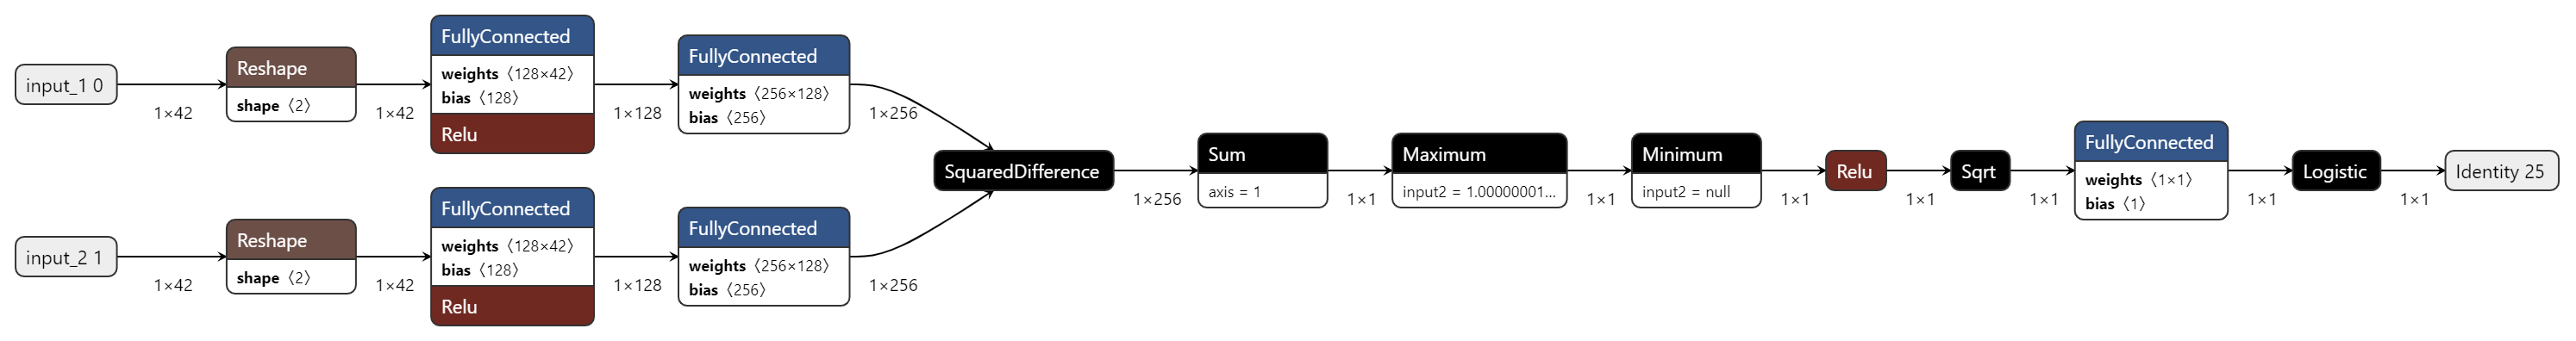 input_1 0
1×42
Reshape
shape 〈2〉
1×42
FullyConnected
weights 〈128×42〉
bias 〈128〉
Relu
1×128
FullyConnected
weights 〈256×128〉
bias 〈256〉
1×256
input_2 1
1×42
Reshape
shape 〈2〉
1×42
FullyConnected
weights 〈128×42〉
bias 〈128〉
Relu
1×128
FullyConnected
weights 〈256×128〉
bias 〈256〉
1×256
SquaredDifference
1×256
Sum
axis = 1
1×1
Maximum
input2 = 1.00000001...
1×1
Minimum
input2 = null
1×1
Relu
1×1
Sqrt
1×1
FullyConnected
weights 〈1×1〉
bias 〈1〉
1×1
Logistic
1×1
Identity 25